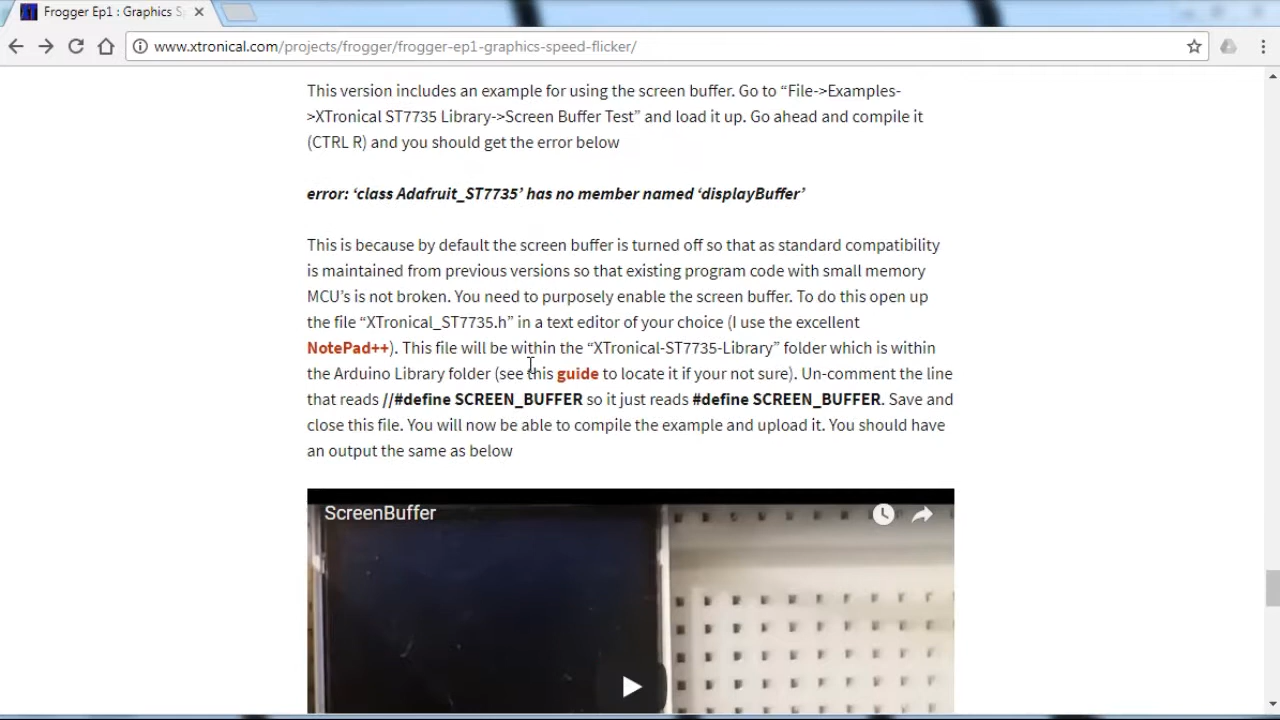 Frogger Ep1 : Graphics S
www.xtronical.com/projects/frogger/frogger-ep1-graphics-speed-flicker/
This version includes an example for using the screen buffer. Go to “File->Examples-
>XTronical ST7735 Library->Screen Buffer Test” and load it up. Go ahead and compile it
(CTRL R) and you should get the error below
error: ‘class Adafruit_ST7735’ has no member named ‘displayBuffer’
This is because by default the screen buffer is turned off so that as standard compatibility
is maintained from previous versions so that existing program code with small memory
MCU’s is not broken. You need to purposely enable the screen buffer. To do this open up
the file “XTronical_ST7735.h” in a text editor of your choice (I use the excellent
NotePad++). This file will be within the “XTronical-ST7735-Library” folder which is within
the Arduino Library folder (see this guide to locate it if your not sure). Un-comment the line
that reads //#define SCREEN_BUFFER so it just reads #define SCREEN_BUFFER. Save and
close this file. You will now be able to compile the example and upload it. You should have
an output the same as below
ScreenBuffer